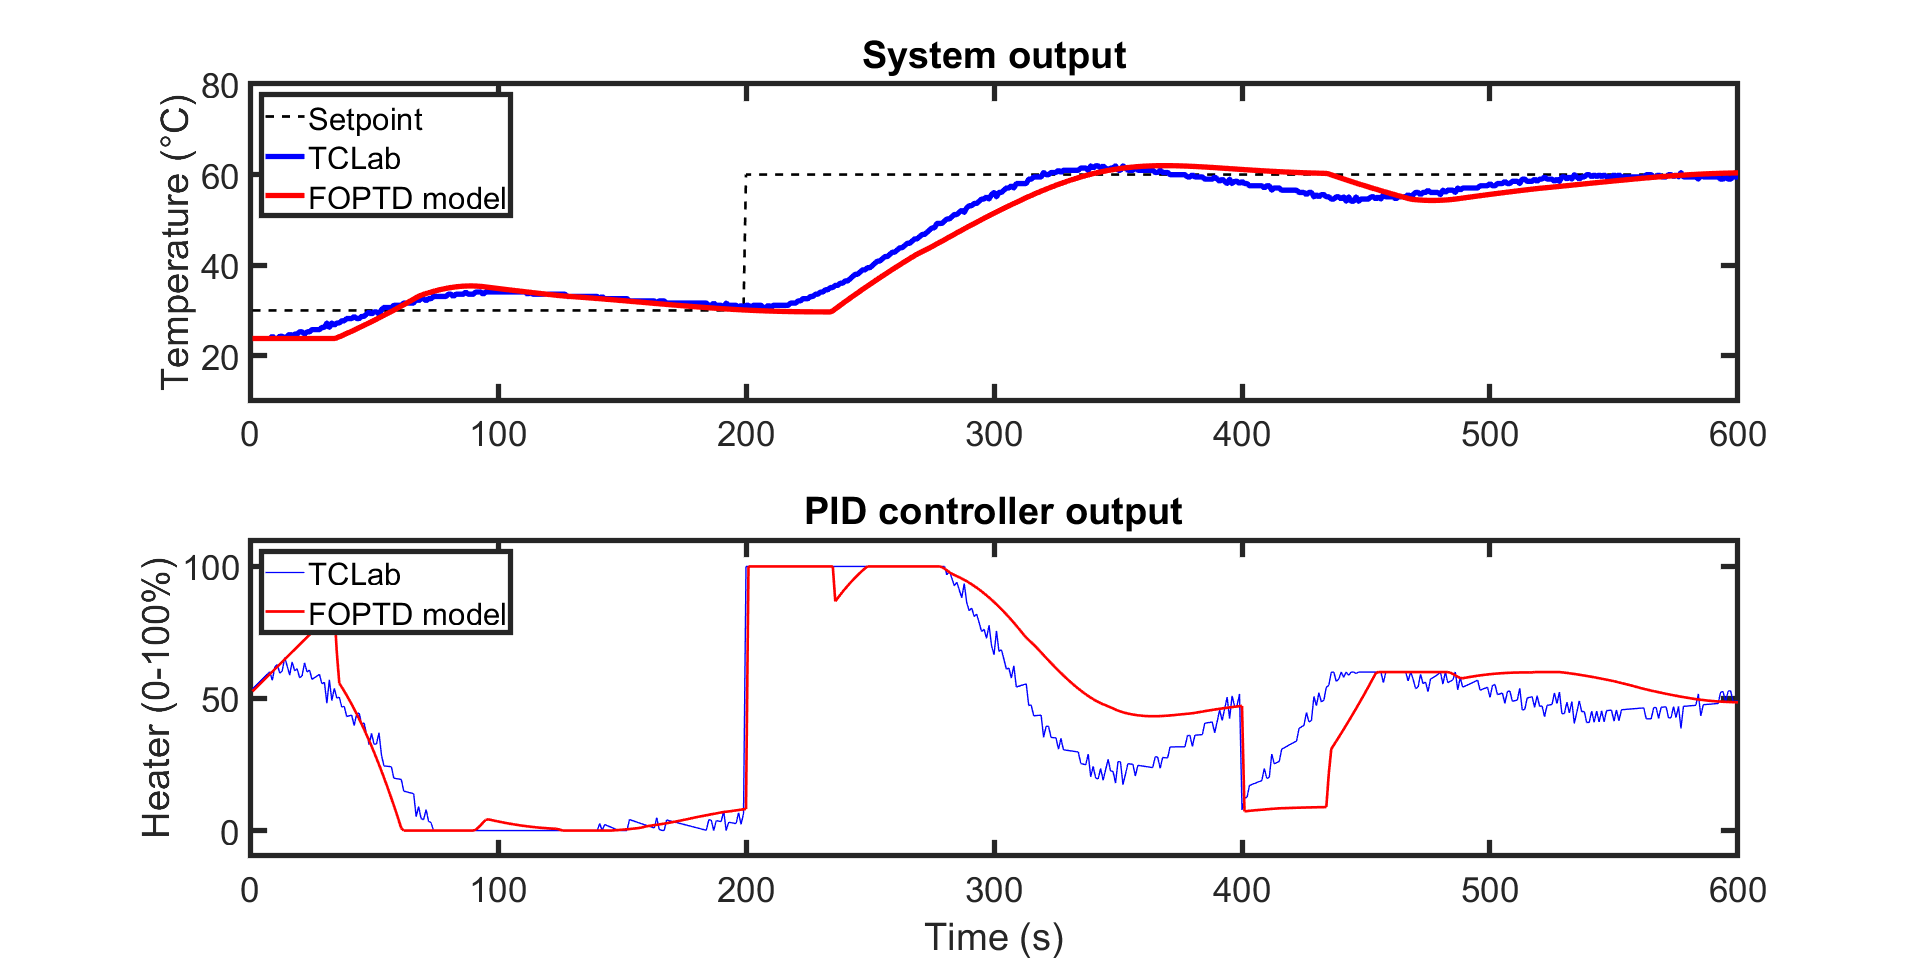 System output
Temperature (°C)
80
60
40
20
Setpoint
TCLab
FOPTD model
0 100 200 300 400 500 600
PID controller output
Heater (0-100%)
100
50
0
TCLab
FOPTD model
0 100 200 300 400 500 600
Time (s)